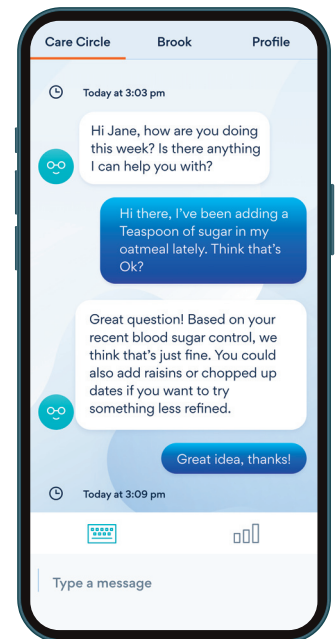 Care Circle Brook Profile
Today at 3:03 pm
Hi Jane, how are you doing
this week? Is there anything
I can help you with?
Hi there, I've been adding a
Teaspoon of sugar in my
oatmeal lately. Think that's
Ok?
Great question! Based on your
recent blood sugar control, we
think that's just fine. You could
also add raisins or chopped up
dates if you want to try
something less refined.
Great idea, thanks!
Today at 3:09 pm
Type a message